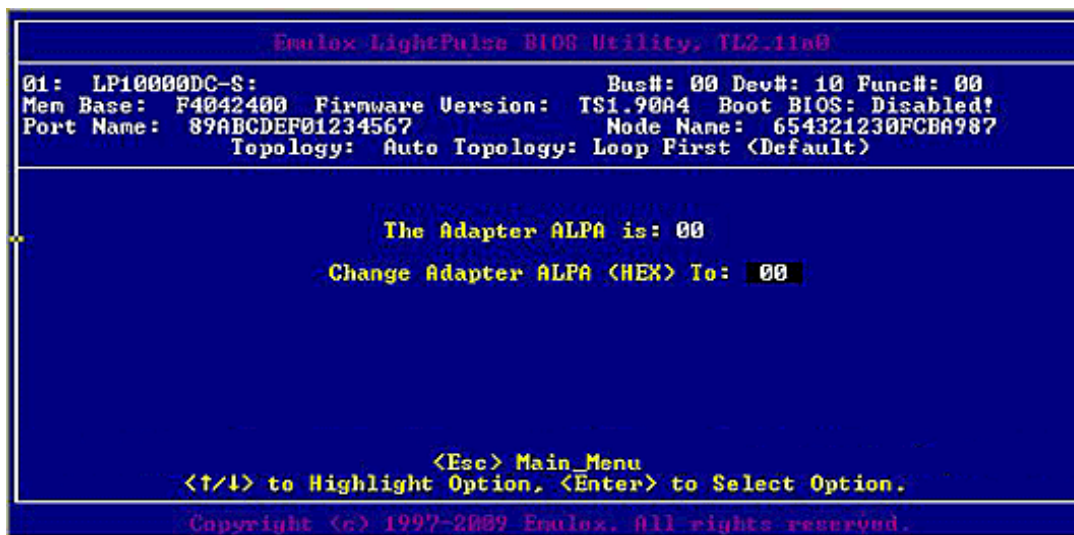 Emulex LightPulse BIOS Utility, TL2.11a0
01: LP10000DC-S: Bus#: 00 Dev#: 10 Func#: 00
Mem Base: F4042400 Firmware Version: TS1.90A4 Boot BIOS: Disabled!
Port Name: 89ABCDEF01234567 Node Name: 654321230FCBA987
Topology: Auto Topology: Loop First <Default>
The Adapter ALPA is: 00
Change Adapter ALPA <HEX> To: 00
<Esc> Main_Menu
<↑/↓> to Highlight Option, <Enter> to Select Option.
Copyright <c> 1997-2009 Emulex. All rights reserved.